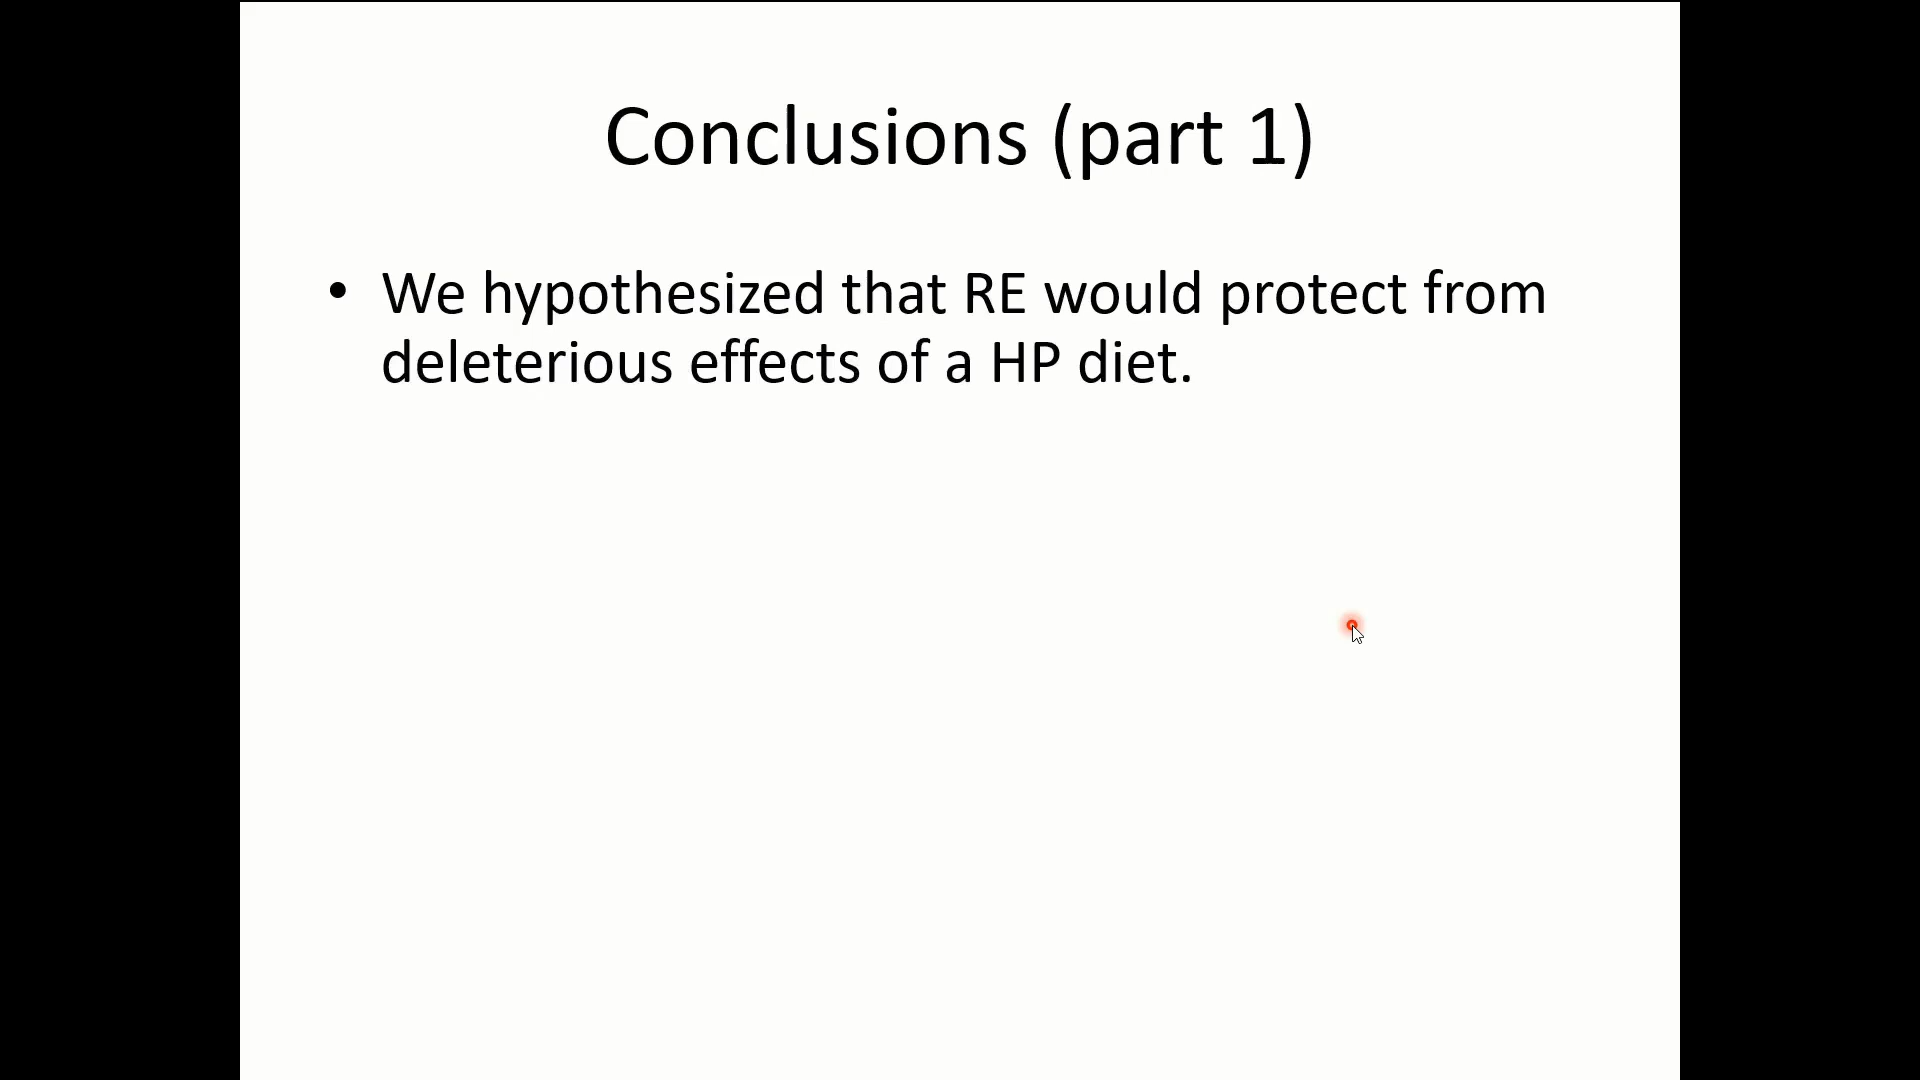 Conclusions (part 1)
• We hypothesized that RE would protect from
deleterious effects of a HP diet.